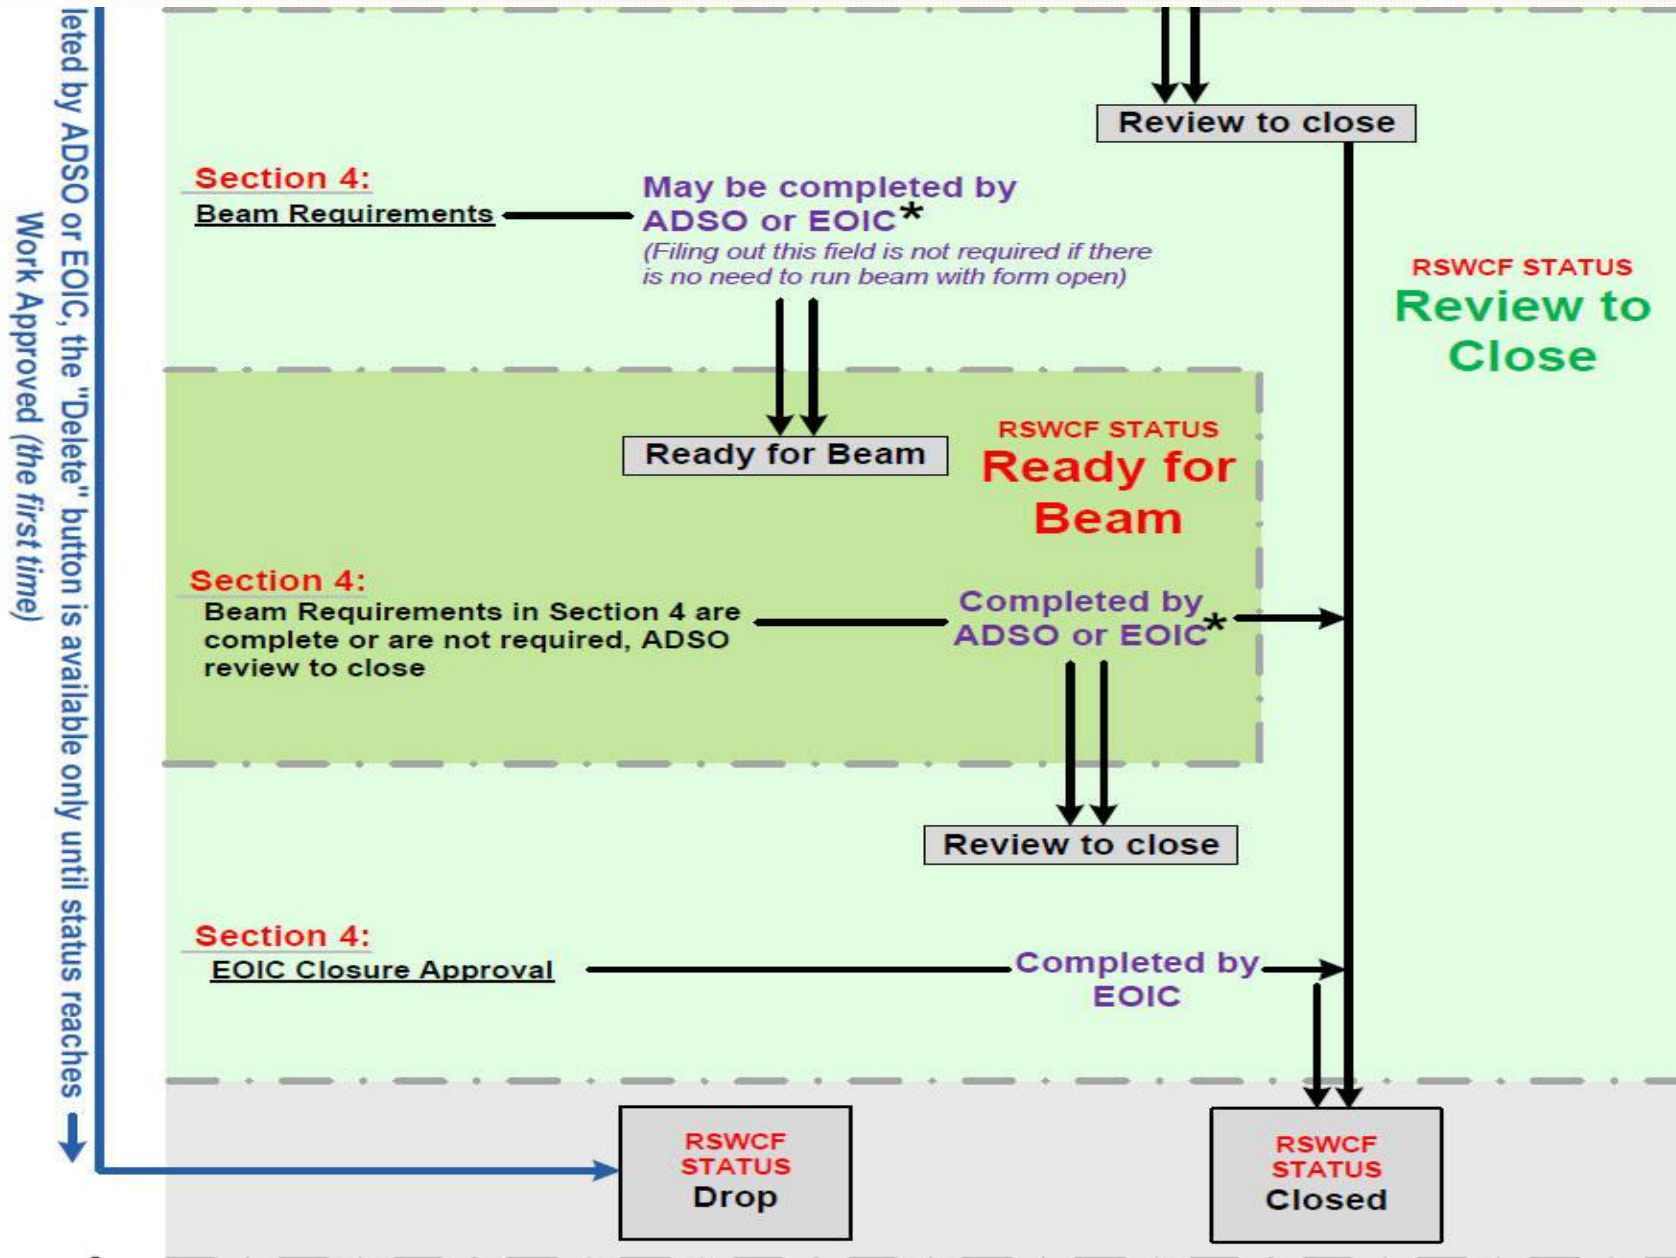 leted by ADSO or EOIC, the "Delete" button is available only until status reaches
Work Approved (the first time)
Review to close
Section 4:
Beam Requirements
May be completed by
ADSO or EOIC*
(Filing out this field is not required if there
is no need to run beam with form open)
RSWCF STATUS
Review to
Close
Ready for Beam
RSWCF STATUS
Ready for
Beam
Section 4:
Beam Requirements in Section 4 are
complete or are not required, ADSO
review to close
Completed by
ADSO or EOIC*
Review to close
Section 4:
EOIC Closure Approval
Completed by
EOIC
RSWCF
STATUS
Drop
RSWCF
STATUS
Closed